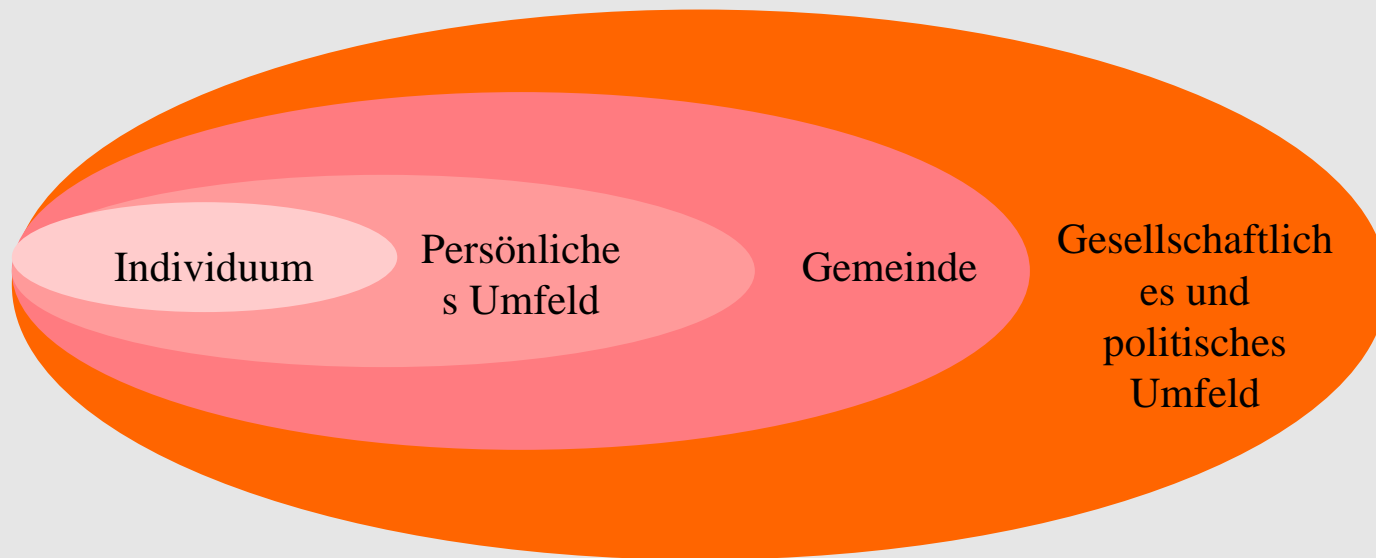 Individuum
Persönliche
s Umfeld
Gemeinde
Gesellschaftlich
es und
politisches
Umfeld